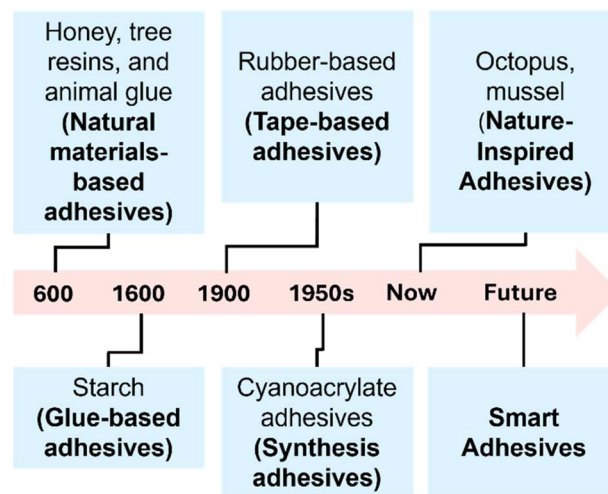 Honey, tree
resins, and
animal glue
(Natural
materials-
based
adhesives)
Rubber-based
adhesives
(Tape-based
adhesives)
Octopus,
mussel
(Nature-
Inspired
Adhesives)
600 1600 1900 1950s Now Future
Starch
(Glue-based
adhesives)
Cyanoacrylate
adhesives
(Synthesis
adhesives)
Smart
Adhesives